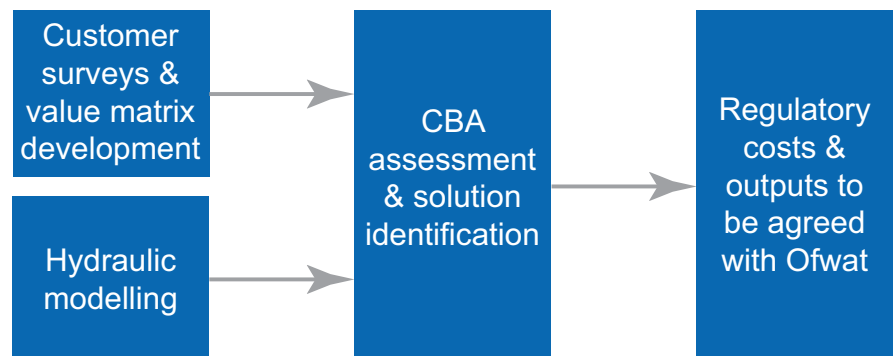 Customer
surveys &
value matrix
development
Hydraulic
modelling
CBA
assessment
& solution
identification
Regulatory
costs &
outputs to
be agreed
with Ofwat